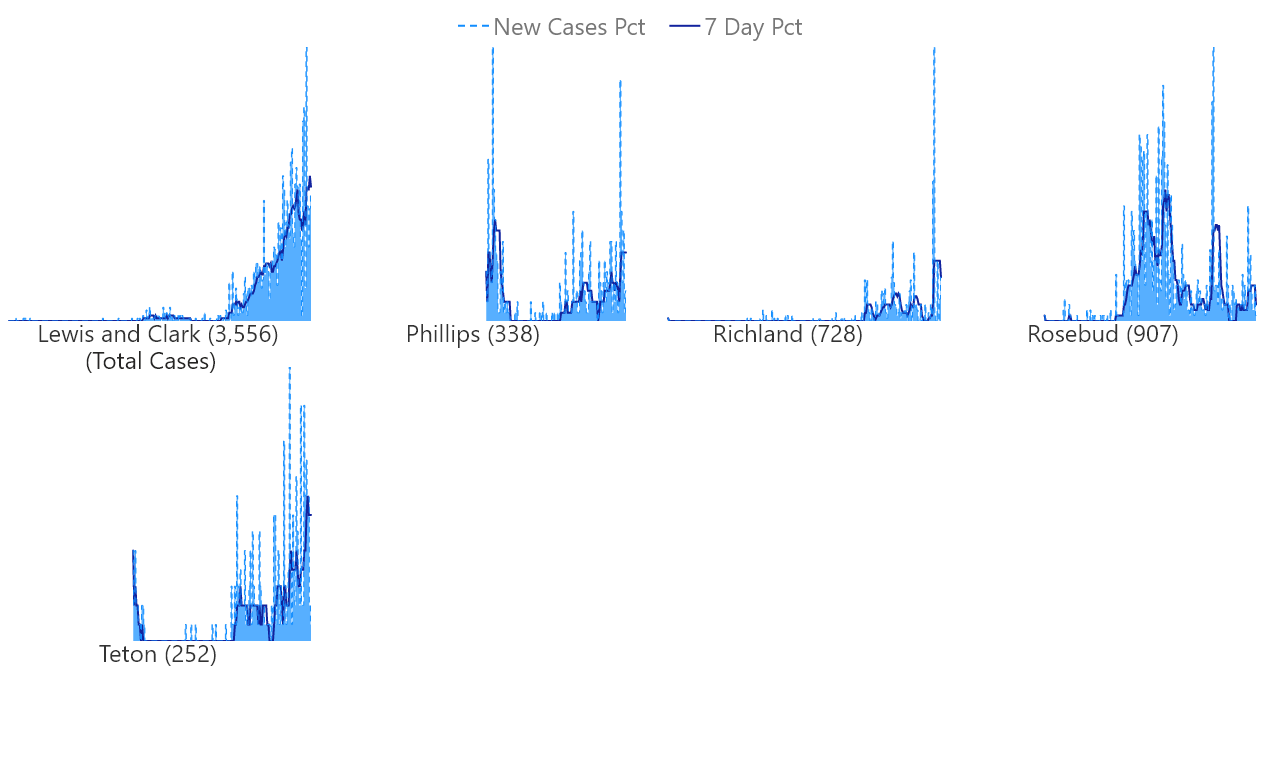 New Cases Pct 7 Day Pct
Lewis and Clark (3,556)
(Total Cases)
Phillips (338)
Richland (728)
Rosebud (907)
Teton (252)